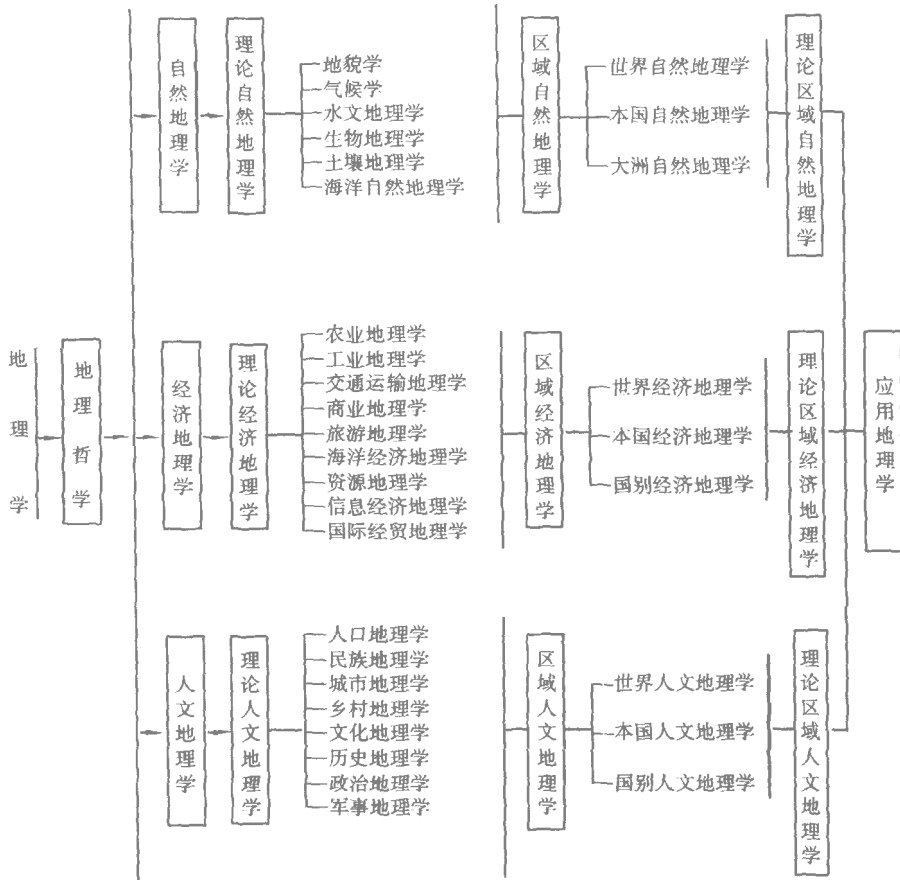 地理学
地理哲学
自然地理学
理论自然地理学
地貌学
气候学
水文地理学
生物地理学
土壤地理学
海洋自然地理学
区域自然地理学
世界自然地理学
本国自然地理学
大洲自然地理学
理论区域自然地理学
经济地理学
理论经济地理学
农业地理学
工业地理学
交通运输地理学
商业地理学
旅游地理学
海洋经济地理学
资源地理学
信息经济地理学
国际经贸地理学
区域经济地理学
世界经济地理学
本国经济地理学
国别经济地理学
理论区域经济地理学
人文地理学
理论人文地理学
人口地理学
民族地理学
城市地理学
乡村地理学
文化地理学
历史地理学
政治地理学
军事地理学
区域人文地理学
世界人文地理学
本国人文地理学
国别人文地理学
理论区域人文地理学
应用地理学